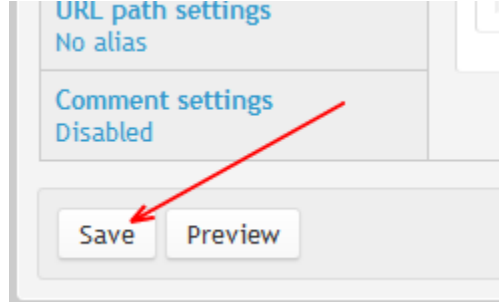 URL path settings
No alias
Comment settings
Disabled
Save Preview